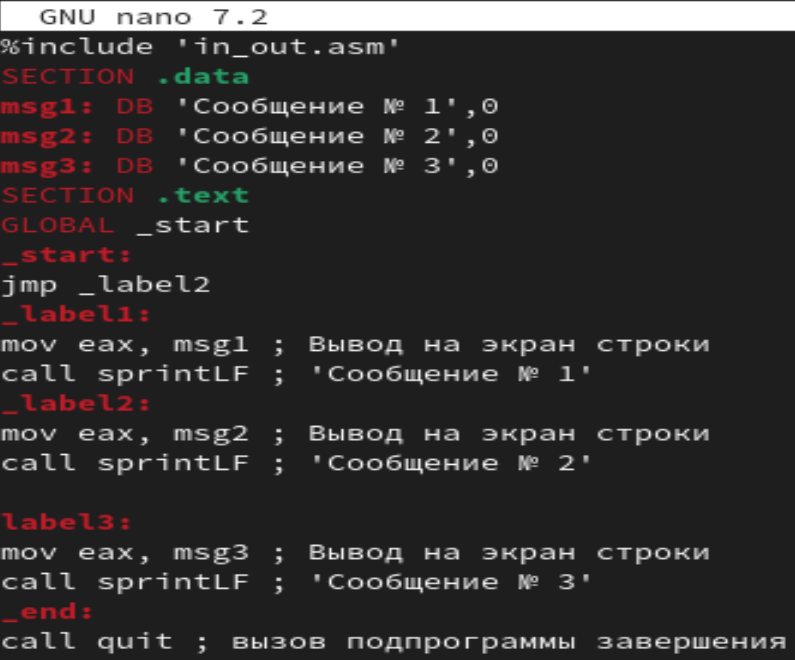 GNU nano 7.2
%include 'in_out.asm'
SECTION .data
msg1: DB 'Сообщение № 1',0
msg2: DB 'Сообщение № 2',0
msg3: DB 'Сообщение № 3',0
SECTION .text
GLOBAL _start
_start:
jmp _label2
_label1:
mov eax, msg1 ; Вывод на экран строки
call sprintLF ; 'Сообщение № 1'
_label2:
mov eax, msg2 ; Вывод на экран строки
call sprintLF ; 'Сообщение № 2'
label3:
mov eax, msg3 ; Вывод на экран строки
call sprintLF ; 'Сообщение № 3'
_end:
call quit ; вызов подпрограммы завершения